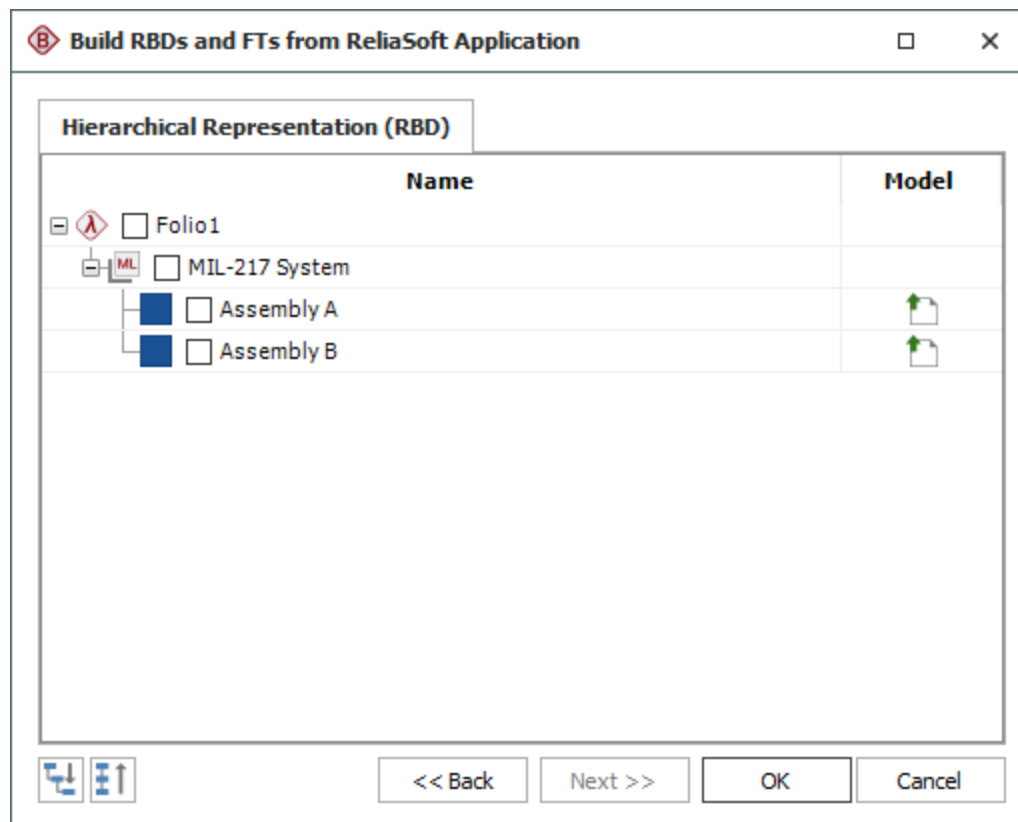 B Build RBDs and FTs from ReliaSoft Application
Hierarchical Representation (RBD)
Name Model
λ Folio1
ML MIL-217 System
Assembly A
Assembly B
<< Back Next >> OK Cancel